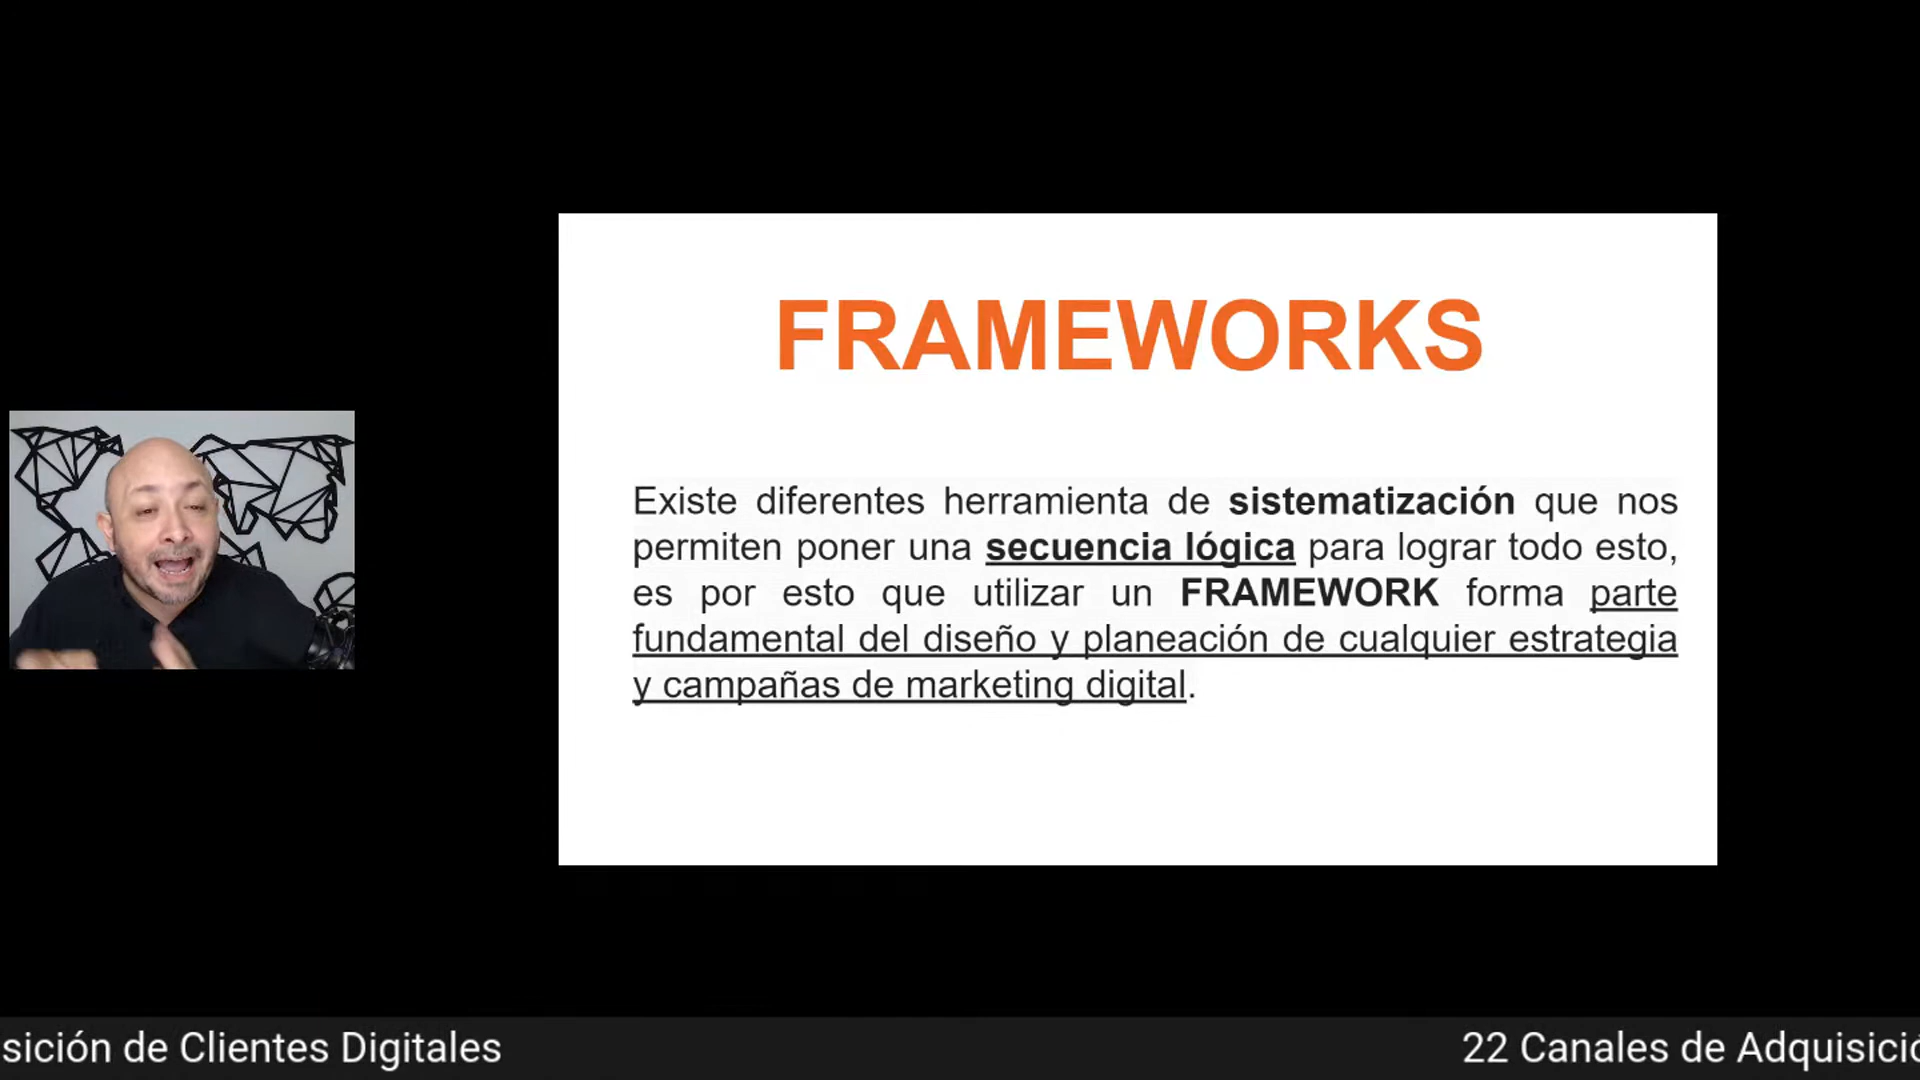 FRAMEWORKS
Existe diferentes herramienta de sistematización que nos
permiten poner una secuencia lógica para lograr todo esto,
es por esto que utilizar un FRAMEWORK forma parte
fundamental del diseño y planeación de cualquier estrategia
y campañas de marketing digital.
sición de Clientes Digitales
22 Canales de Adquisició